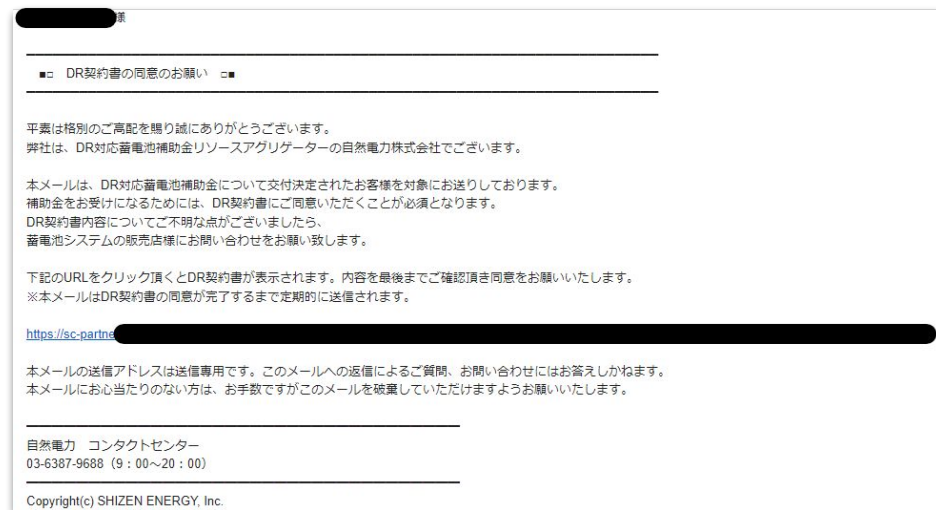 様
■□　DR契約書の同意のお願い　□■
平素は格別のご高配を賜り誠にありがとうございます。
弊社は、DR対応蓄電池補助金リソースアグリゲーターの自然電力株式会社でございます。
本メールは、DR対応蓄電池補助金について交付決定されたお客様を対象にお送りしております。
補助金をお受けになるためには、DR契約書にご同意いただくことが必須となります。
DR契約書内容についてご不明な点がございましたら、
蓄電池システムの販売店様にお問い合わせをお願い致します。
下記のURLをクリック頂くとDR契約書が表示されます。内容を最後までご確認頂き同意をお願いいたします。
※本メールはDR契約書の同意が完了するまで定期的に送信されます。
https://sc-partne
本メールの送信アドレスは送信専用です。このメールへの返信によるご質問、お問い合わせにはお答えしかねます。
本メールにお心当たりのない方は、お手数ですがこのメールを破棄していただけますようお願いいたします。
自然電力　コンタクトセンター
03-6387-9688（9：00～20：00）
Copyright(c) SHIZEN ENERGY, Inc.